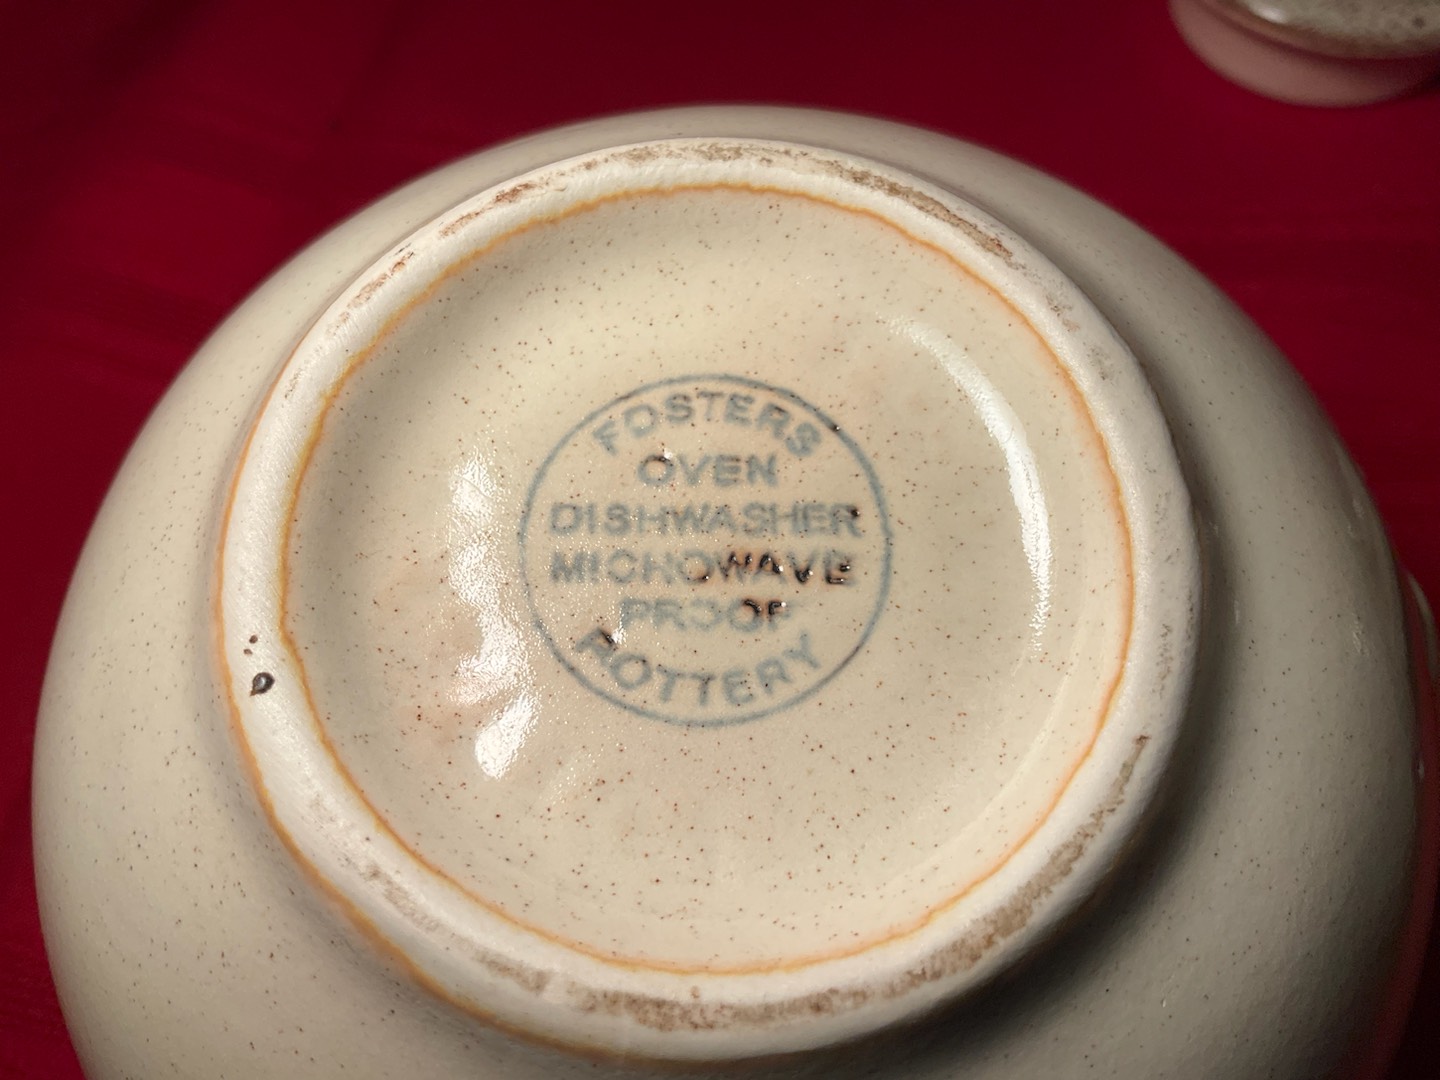 FOSTERS
OVEN
DISHWASHER
MICROWAVE
PROOF
POTTERY